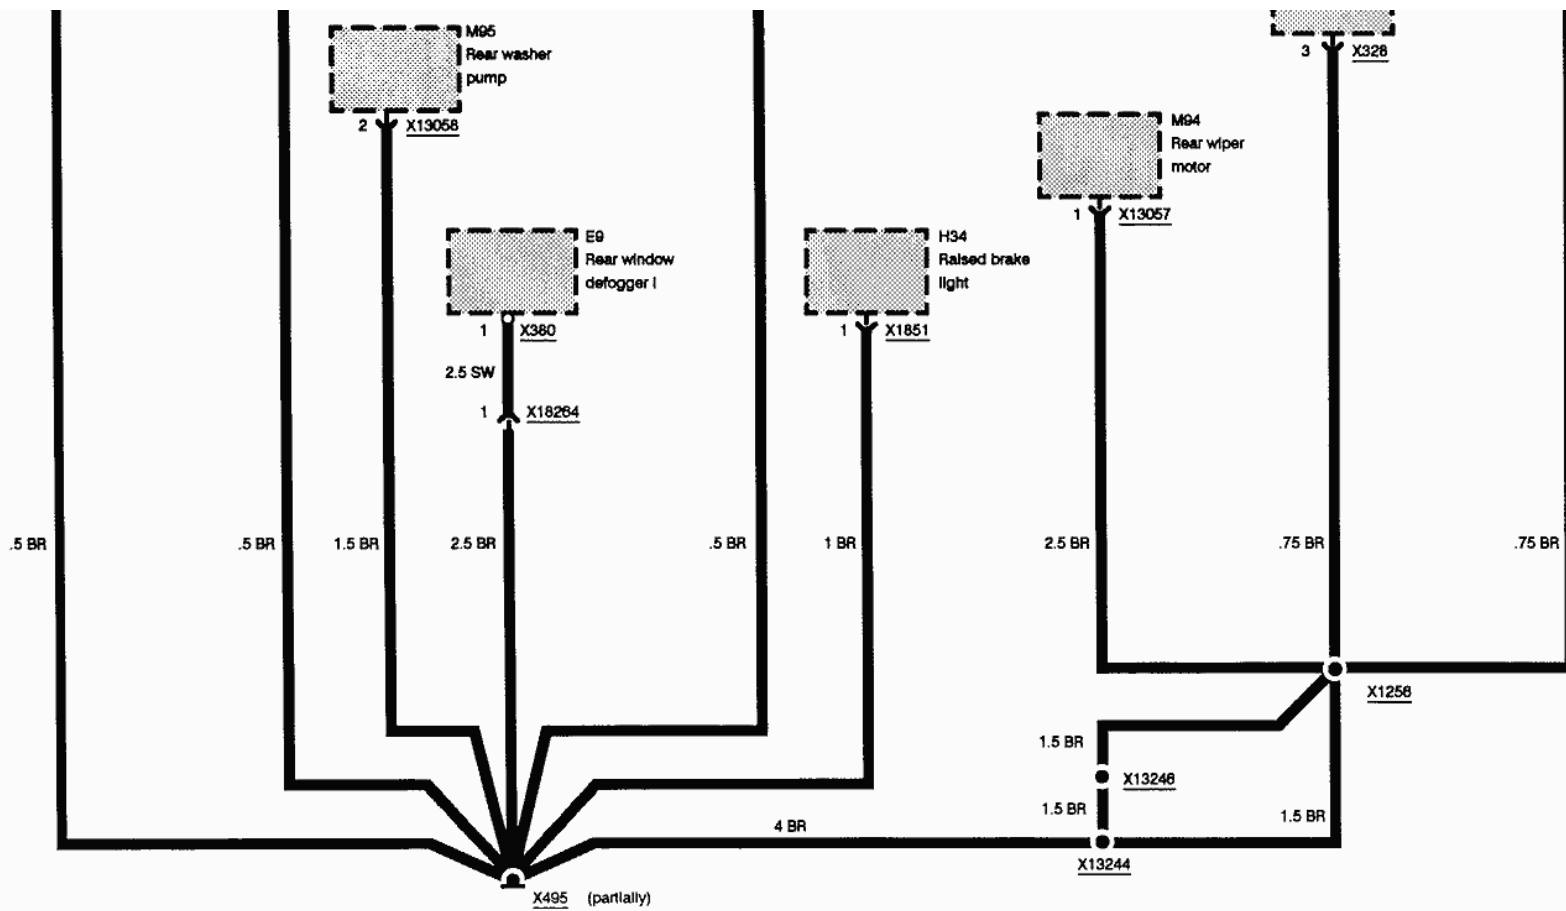 M95
Rear washer
pump
2 X13058
3 X328
M94
Rear wiper
motor
1 X13057
E9
Rear window
defogger I
1 X380
2.5 SW
1 X18264
H34
Raised brake
light
1 X1851
.5 BR
.5 BR
1.5 BR
2.5 BR
.5 BR
1 BR
2.5 BR
.75 BR
.75 BR
X1256
1.5 BR
X13246
1.5 BR
1.5 BR
4 BR
X13244
X495 (partially)